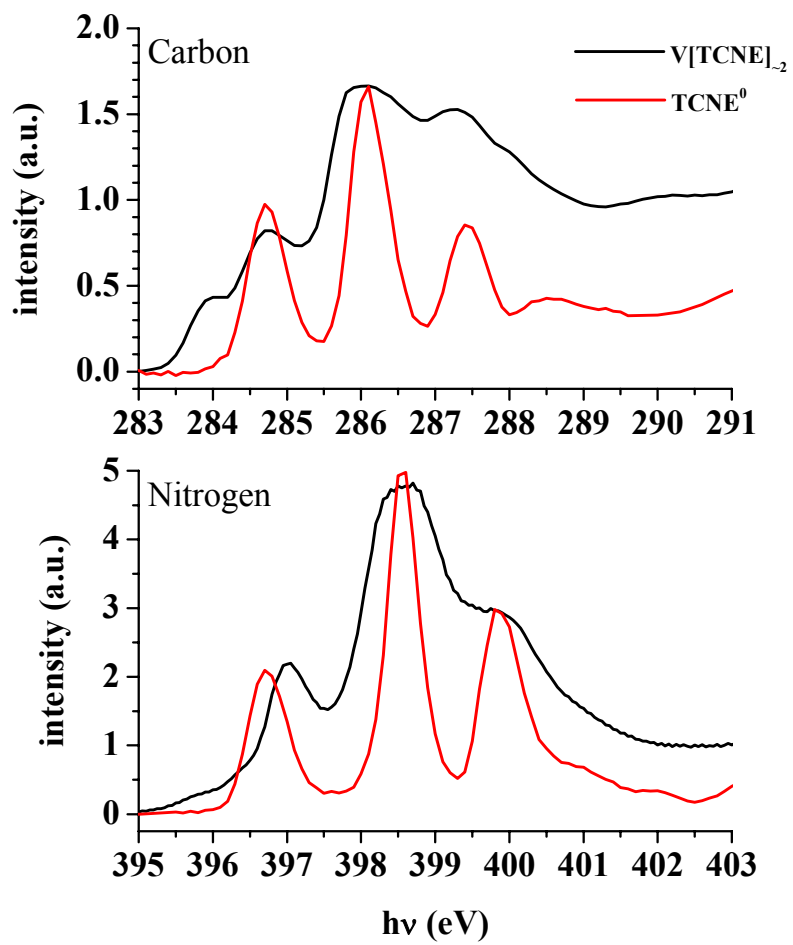 Carbon
V[TCNE]~2
TCNE0
intensity (a.u.)
2.0
1.5
1.0
0.5
0.0
283 284 285 286 287 288 289 290 291
Nitrogen
intensity (a.u.)
5
4
3
2
1
0
395 396 397 398 399 400 401 402 403
hν (eV)